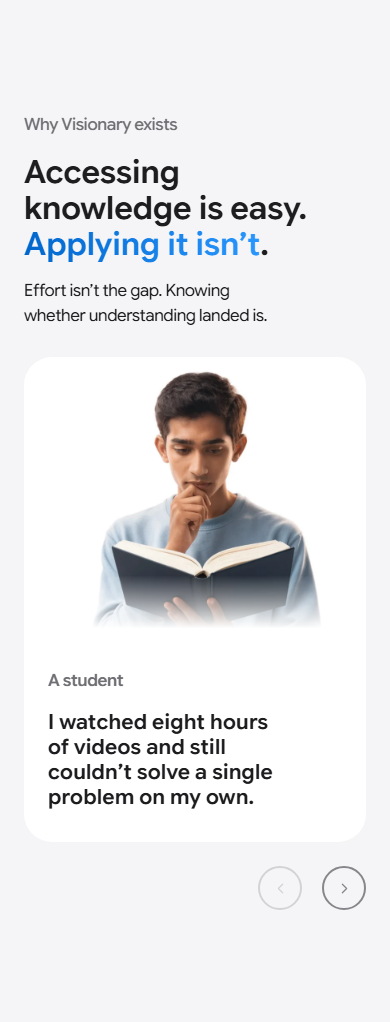 Why Visionary exists
Accessing
knowledge is easy.
Applying it isn’t.
Effort isn’t the gap. Knowing
whether understanding landed is.
A student
I watched eight hours
of videos and still
couldn’t solve a single
problem on my own.